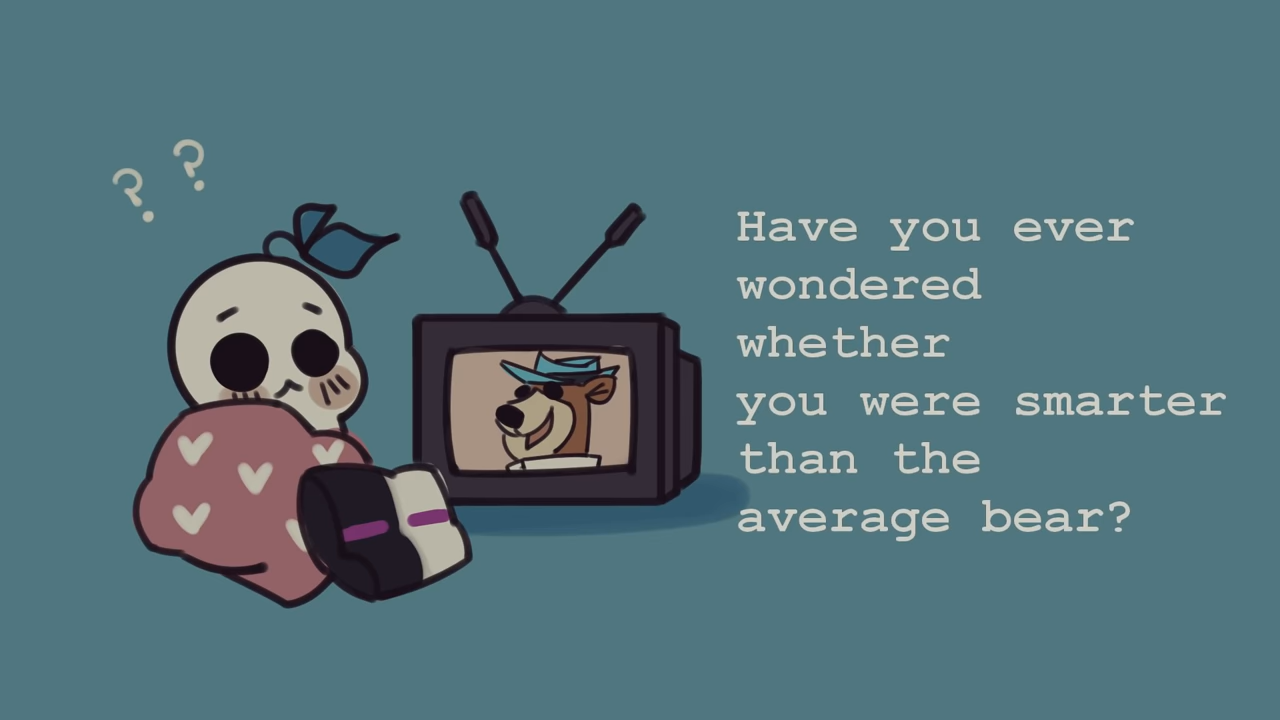 ? ?
Have you ever
wondered
whether
you were smarter
than the
average bear?